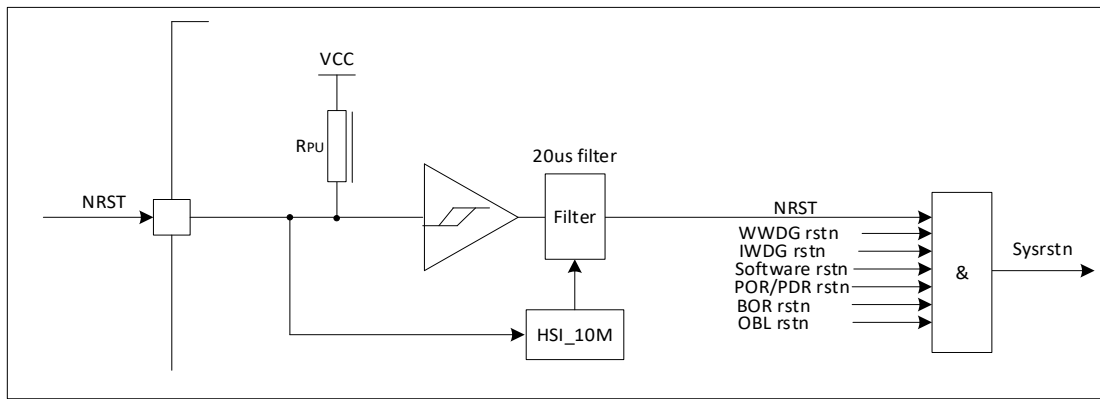 VCC
RPU
20us filter
NRST
Filter
NRST
WWDG rstn
IWDG rstn
Software rstn
POR/PDR rstn
BOR rstn
OBL rstn
&
Sysrstn
HSI_10M